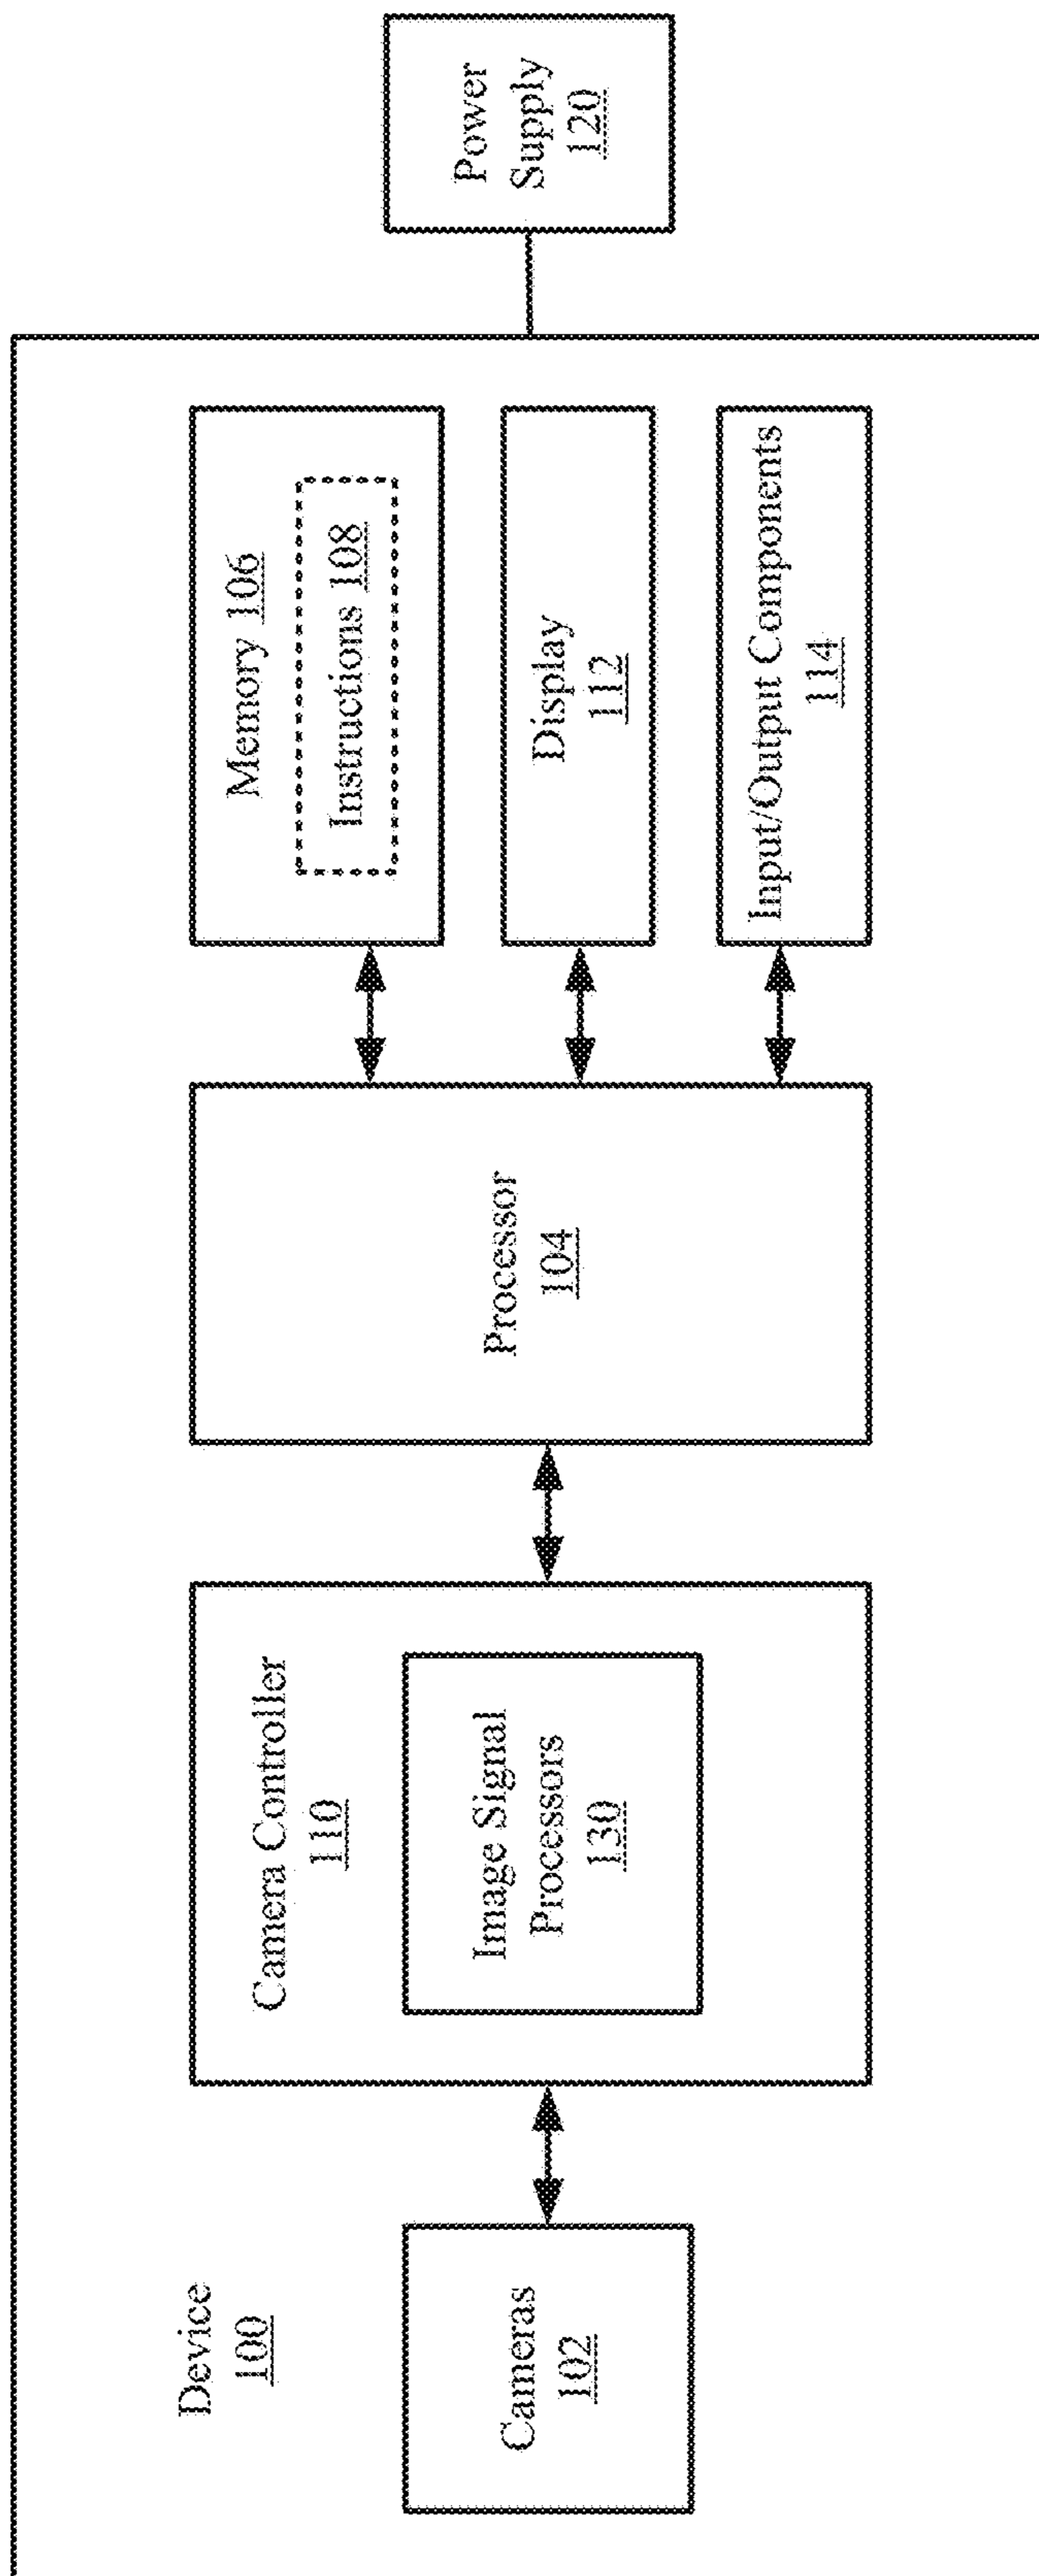 Device
100
Cameras
102
Camera Controller
110
Image Signal
Processors
130
Processor
104
Memory 106
Instructions 108
Display
112
Input/Output Components
114
Power
Supply
120